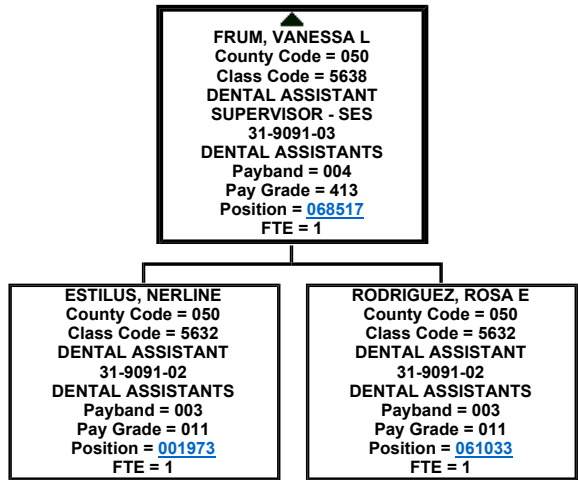 FRUM, VANESSA L
County Code = 050
Class Code = 5638
DENTAL ASSISTANT
SUPERVISOR - SES
31-9091-03
DENTAL ASSISTANTS
Payband = 004
Pay Grade = 413
Position = 068517
FTE = 1
ESTILUS, NERLINE
County Code = 050
Class Code = 5632
DENTAL ASSISTANT
31-9091-02
DENTAL ASSISTANTS
Payband = 003
Pay Grade = 011
Position = 001973
FTE = 1
RODRIGUEZ, ROSA E
County Code = 050
Class Code = 5632
DENTAL ASSISTANT
31-9091-02
DENTAL ASSISTANTS
Payband = 003
Pay Grade = 011
Position = 061033
FTE = 1